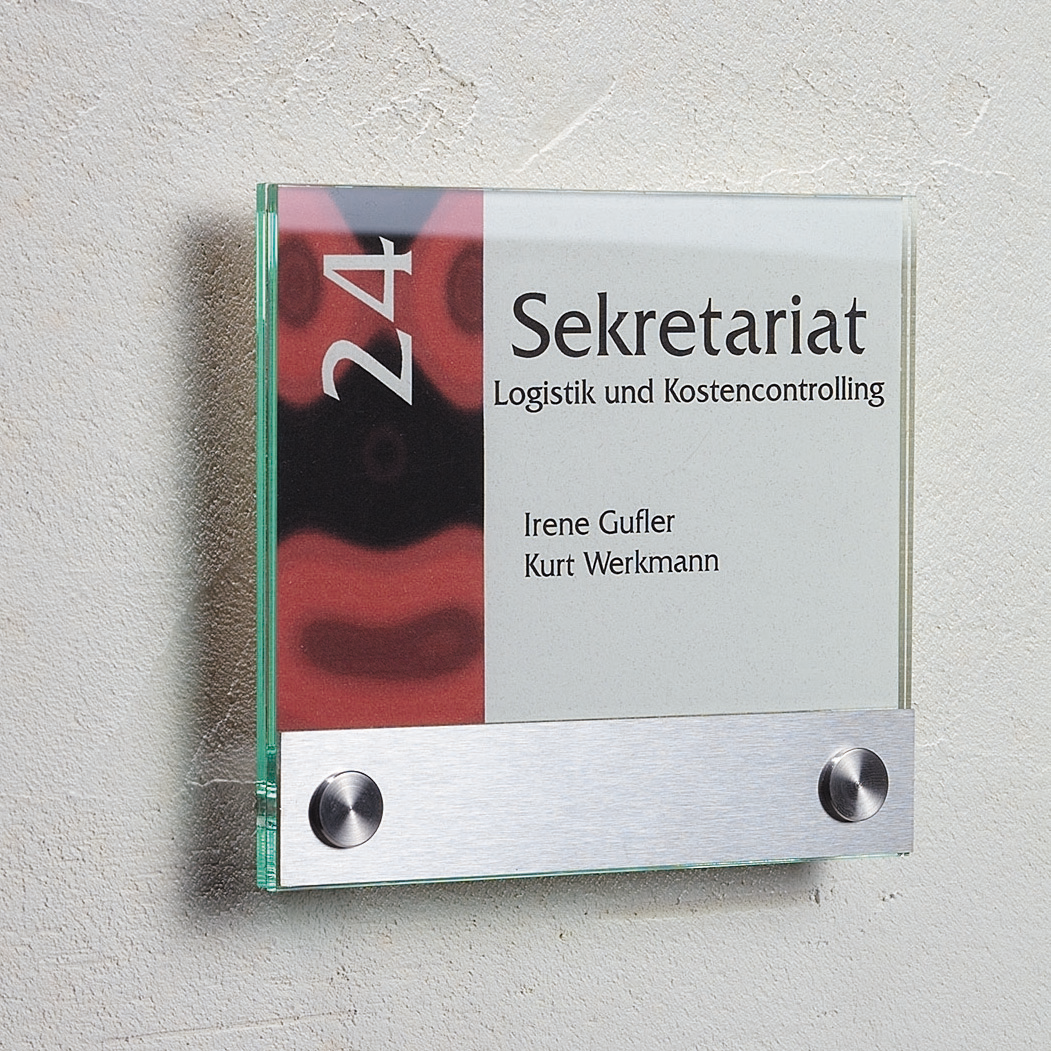 24
Sekretariat
Logistik und Kostencontrolling
Irene Gufler
Kurt Werkmann